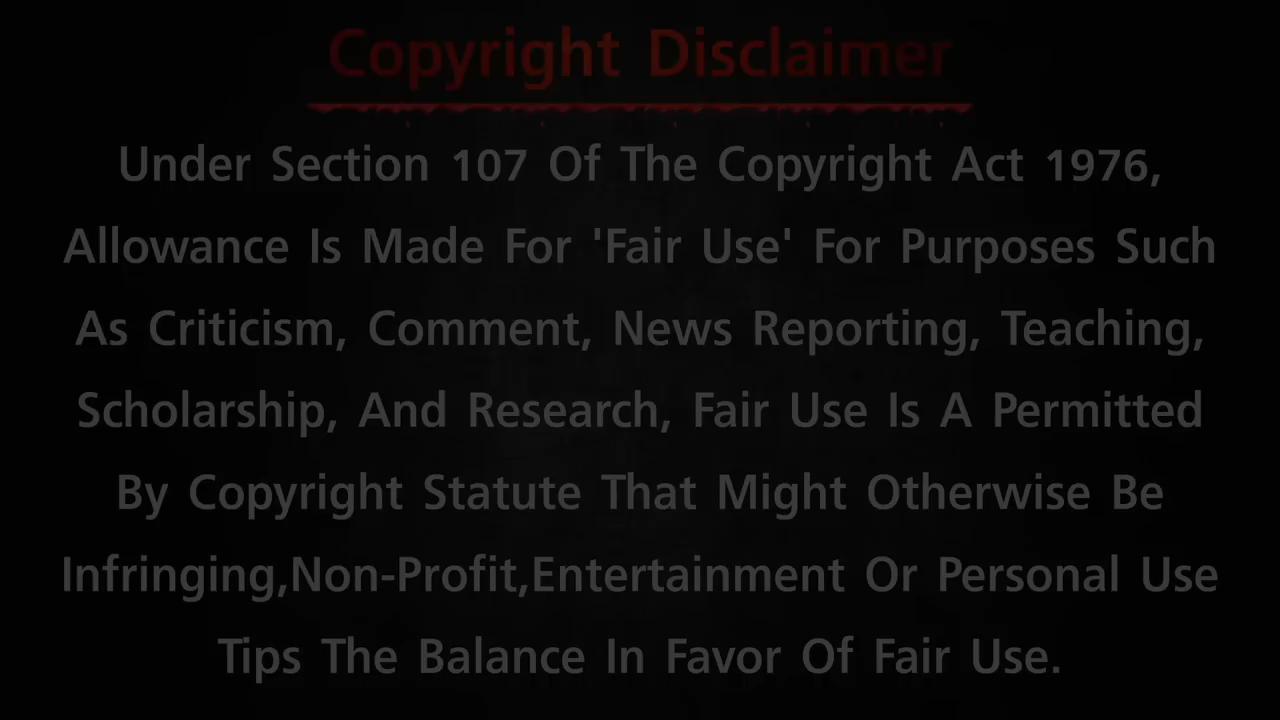 Copyright Disclaimer
Under Section 107 Of The Copyright Act 1976,
Allowance Is Made For 'Fair Use' For Purposes Such
As Criticism, Comment, News Reporting, Teaching,
Scholarship, And Research, Fair Use Is A Permitted
By Copyright Statute That Might Otherwise Be
Infringing,Non-Profit,Entertainment Or Personal Use
Tips The Balance In Favor Of Fair Use.